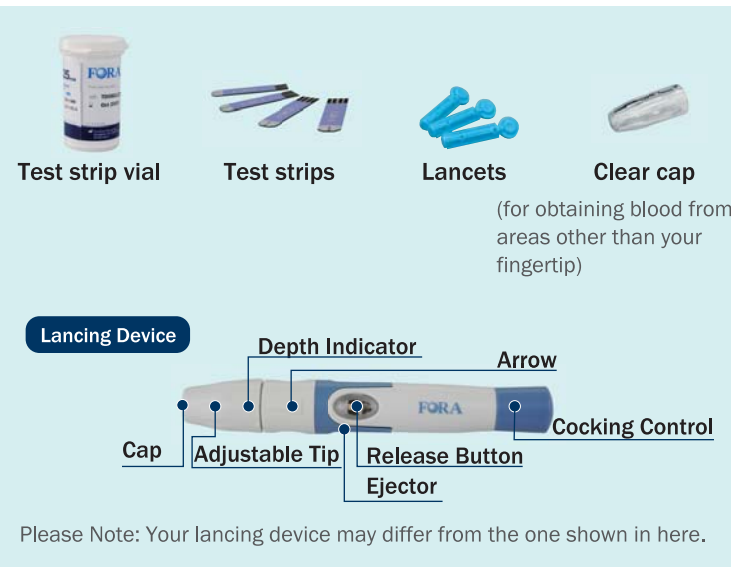 FORA
Test strip vial
Test strips
Lancets
Clear cap
(for obtaining blood from
areas other than your
fingertip)
Lancing Device
Depth Indicator
Arrow
FORA
Cocking Control
Cap
Adjustable Tip
Release Button
Ejector
Please Note: Your lancing device may differ from the one shown in here.